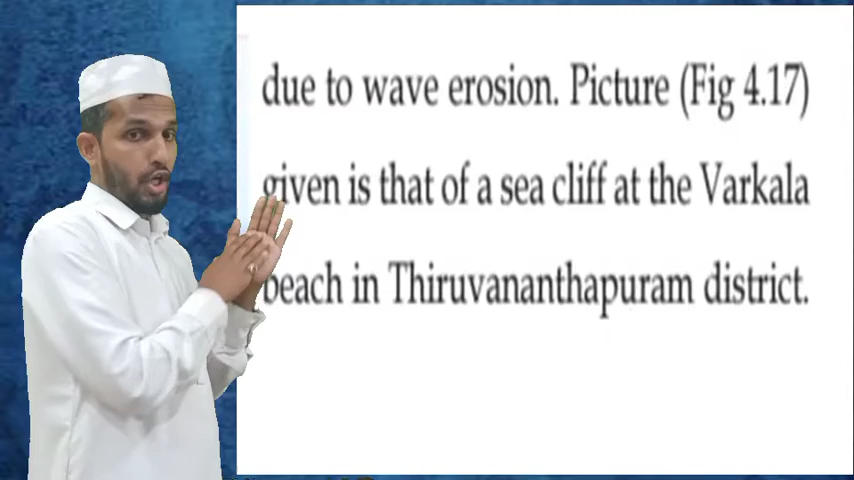 due to wave erosion. Picture (Fig 4.17)
given is that of a sea cliff at the Varkala
beach in Thiruvananthapuram district.